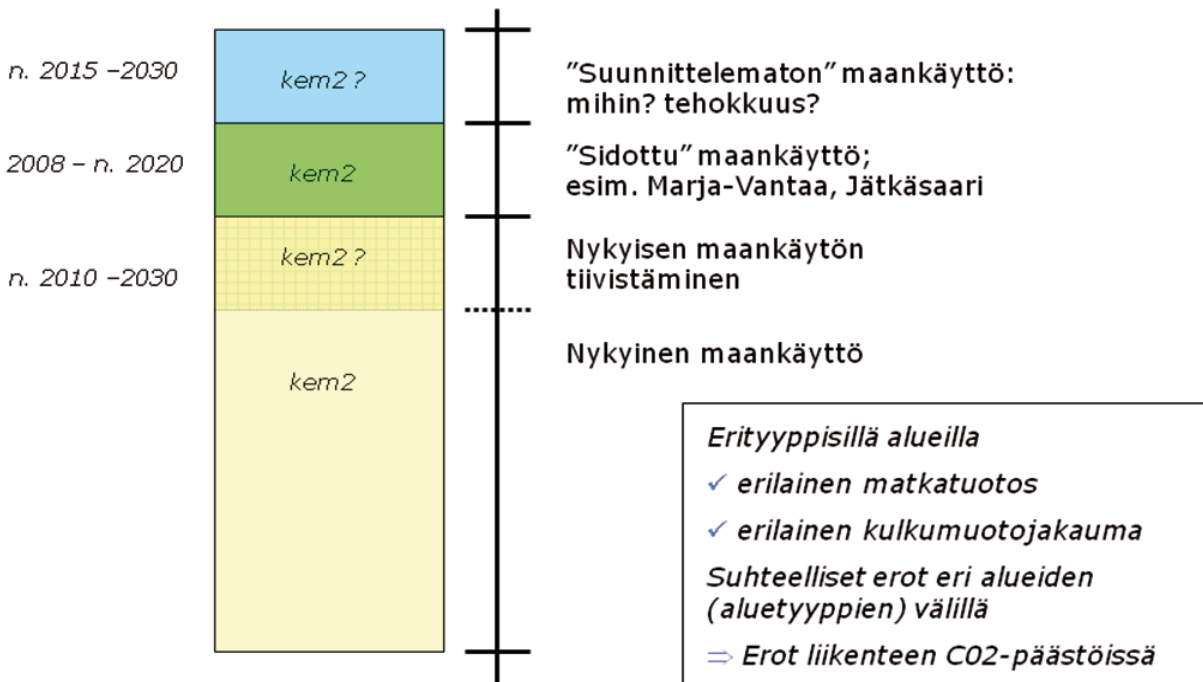 n. 2015 –2030
kem2 ?
”Suunnittelematon” maankäyttö:
mihin? tehokkuus?
2008 – n. 2020
kem2
”Sidottu” maankäyttö;
esim. Marja-Vantaa, Jätkäsaari
n. 2010 –2030
kem2 ?
Nykyisen maankäytön
tiivistäminen
kem2
Nykyinen maankäyttö
Erityyppisillä alueilla
✓ erilainen matkatuotos
✓ erilainen kulkumuotojakauma
Suhteelliset erot eri alueiden
(aluetyyppien) välillä
⇒ Erot liikenteen C02-päästöissä